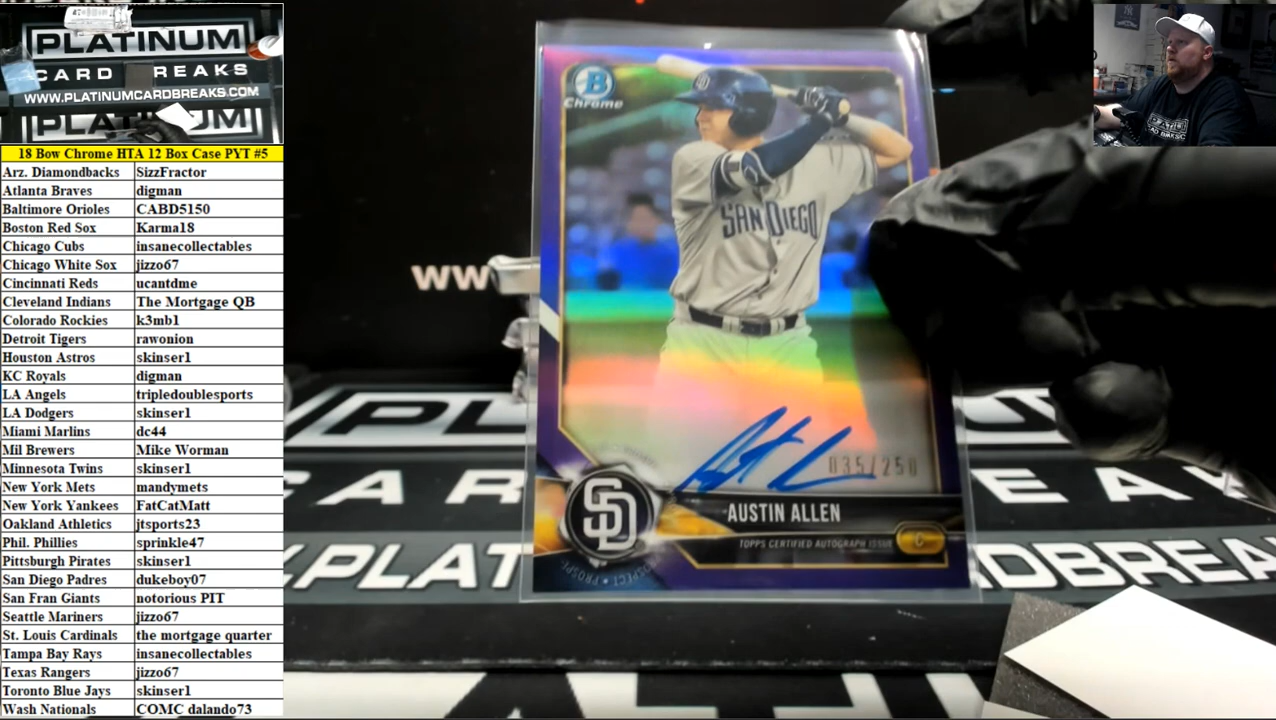 PLATINUM
CARD BREAKS
WWW.PLATINUMCARDBREAKS.COM
18 Bow Chrome HTA 12 Box Case PYT #5
Arz. Diamondbacks SizzFractor
Atlanta Braves digman
Baltimore Orioles CABD5150
Boston Red Sox Karma18
Chicago Cubs insanecollectables
Chicago White Sox jizzo67
Cincinnati Reds ucantdme
Cleveland Indians The Mortgage QB
Colorado Rockies k3mb1
Detroit Tigers rawonion
Houston Astros skinser1
KC Royals digman
LA Angels tripledoublesports
LA Dodgers skinser1
Miami Marlins dc44
Mil Brewers Mike Worman
Minnesota Twins skinser1
New York Mets mandymets
New York Yankees FatCatMatt
Oakland Athletics jtsports23
Phil. Phillies sprinkle47
Pittsburgh Pirates skinser1
San Diego Padres dukeboy07
San Fran Giants notorious PIT
Seattle Mariners jizzo67
St. Louis Cardinals the mortgage quarter
Tampa Bay Rays insanecollectables
Texas Rangers jizzo67
Toronto Blue Jays skinser1
Wash Nationals COMC dalando73
B
Chrome
SD
SAN DIEGO
035/250
SD
AUSTIN ALLEN
TOPPS CERTIFIED AUTOGRAPH ISSUE C
WW
PLAT
DBREA